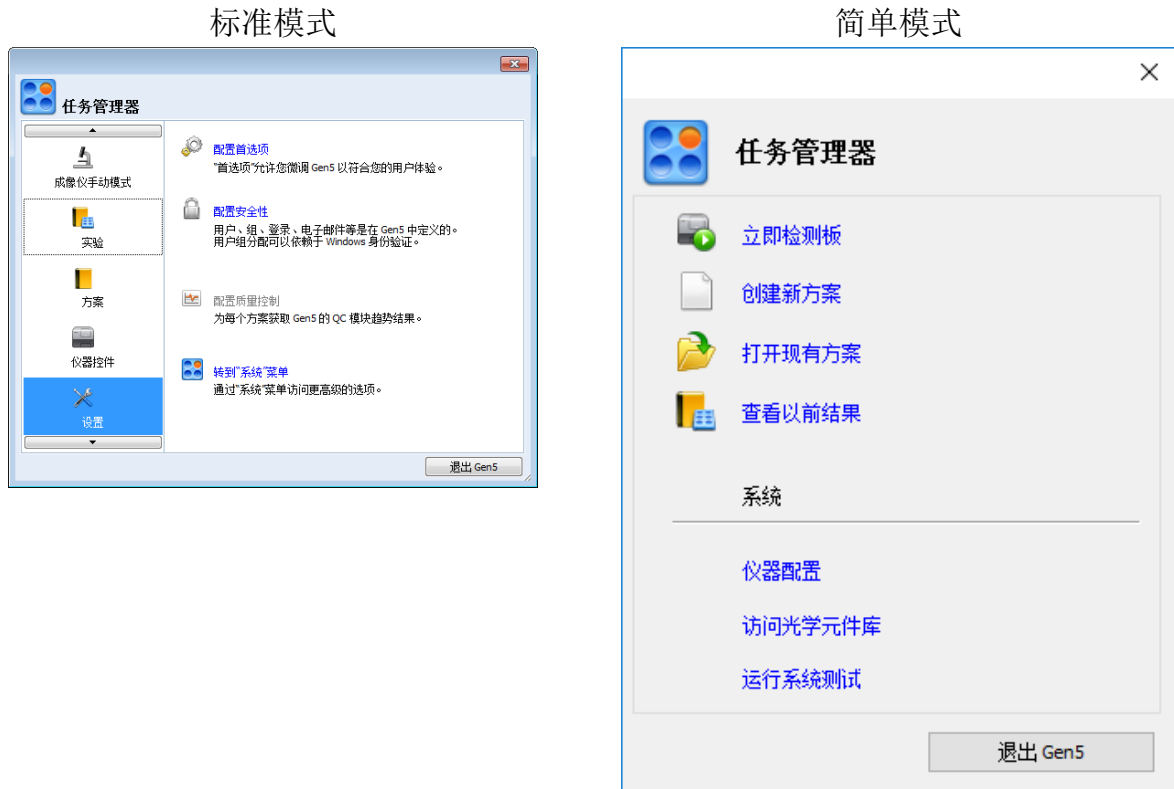 标准模式
任务管理器
成像仪手动模式
实验
方案
仪器控件
设置
配置首选项
"首选项"允许您微调 Gen5 以符合您的用户体验。
配置安全性
用户、组、登录、电子邮件等是在 Gen5 中定义的。
用户组分配可以依赖于 Windows 身份验证。
配置质量控制
为每个方案获取 Gen5 的 QC 模块趋势结果。
转到"系统"菜单
通过"系统"菜单访问更高级的选项。
退出 Gen5
简单模式
任务管理器
立即检测板
创建新方案
打开现有方案
查看以前结果
系统
仪器配置
访问光学元件库
运行系统测试
退出 Gen5